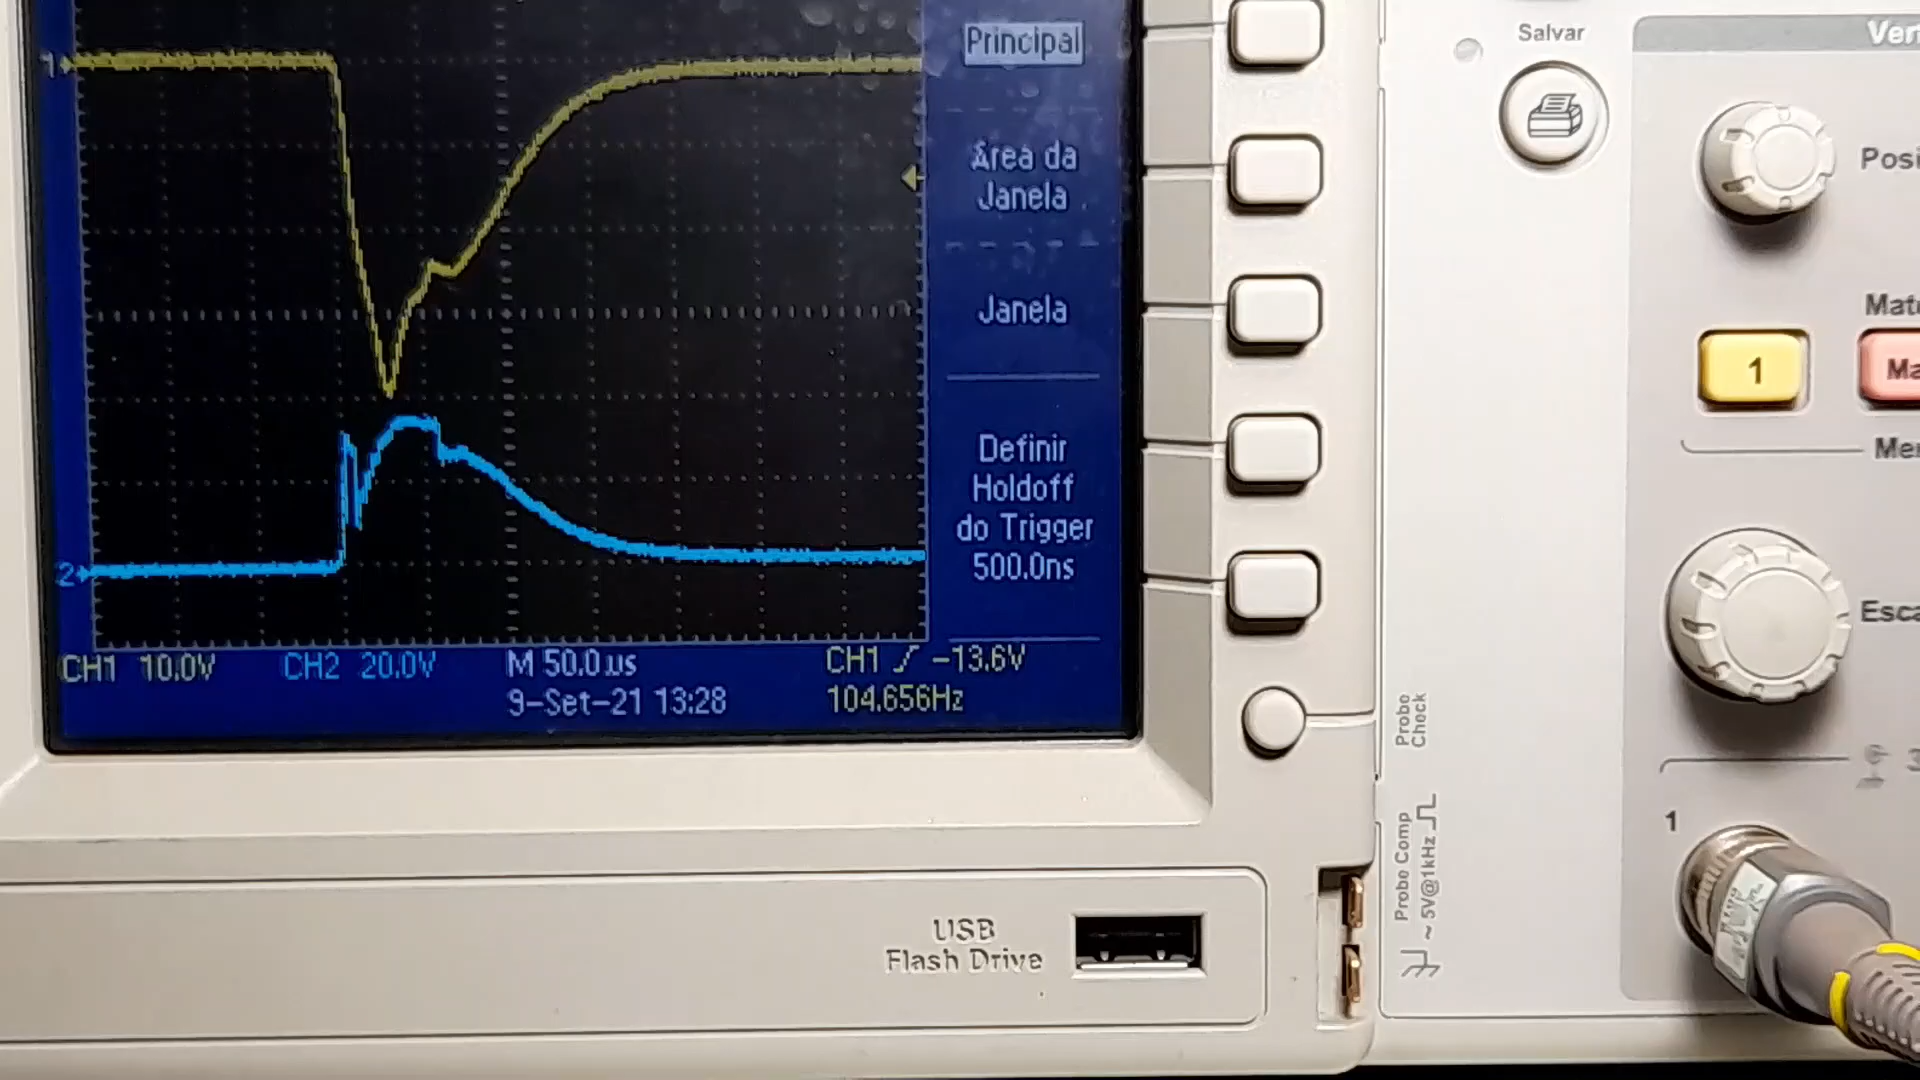 Principal
Área da
Janela
Janela
Definir
Holdoff
do Trigger
500.0ns
1
2
CH1 10.0V
CH2 20.0V
M 50.0µs
CH1 -13.6V
9-Set-21 13:28
104.656Hz
Salvar
1
USB
Flash Drive
Probe
Check
Probe Comp
~ 5V@1kHz
1